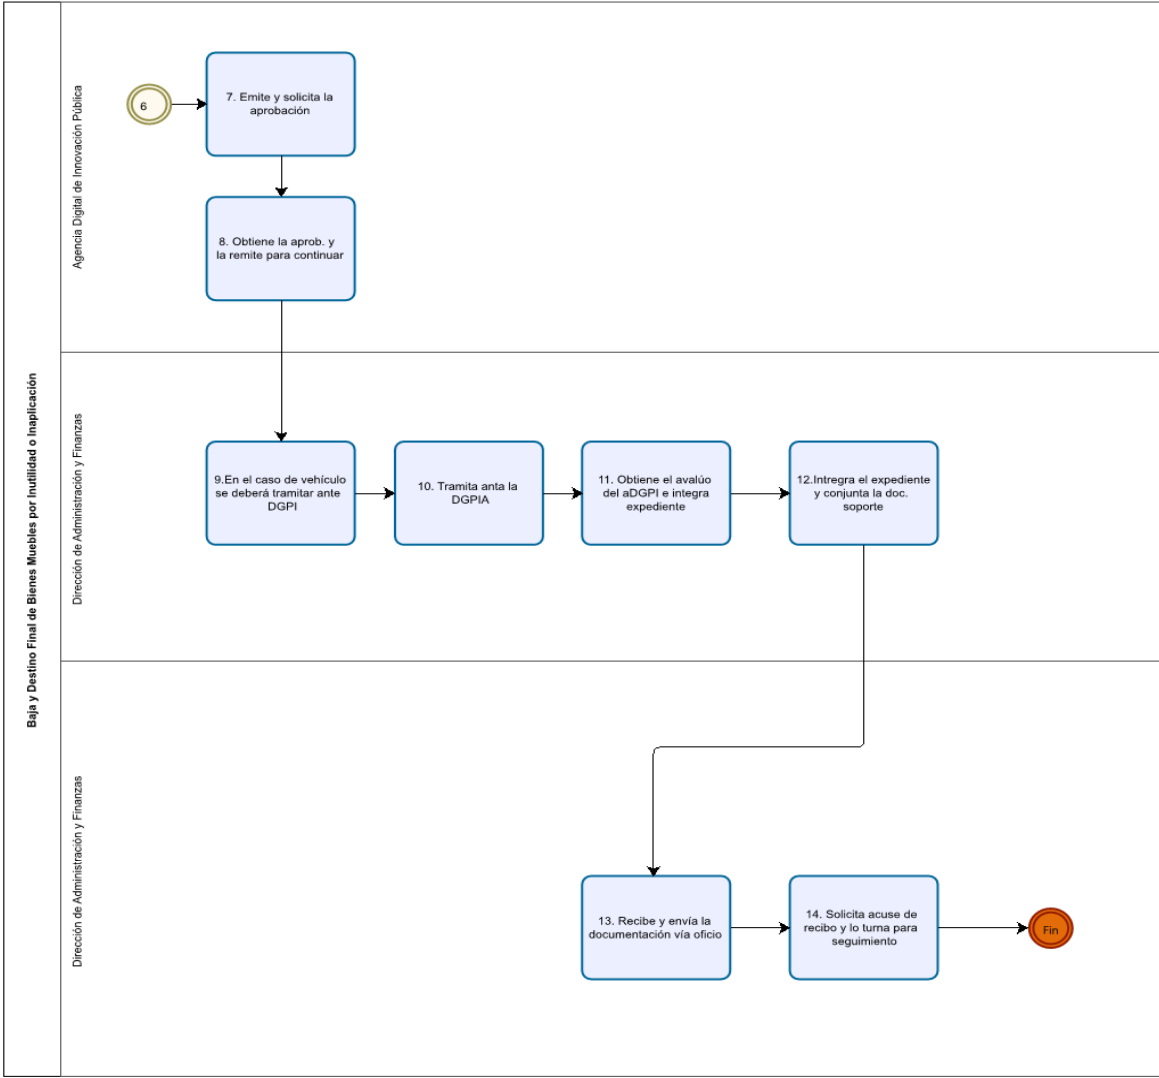 Baja y Destino Final de Bienes Muebles por Inutilidad o Inaplicación
Agencia Digital de Innovación Pública
6
7. Emite y solicita la
aprobación
8. Obtiene la aprob. y
la remite para continuar
Dirección de Administración y Finanzas
9.En el caso de vehículo
se deberá tramitar ante
DGPI
10. Tramita anta la
DGPIA
11. Obtiene el avalúo
del aDGPI e integra
expediente
12.Intregra el expediente
y conjunta la doc.
soporte
Dirección de Administración y Finanzas
13. Recibe y envía la
documentación vía oficio
14. Solicita acuse de
recibo y lo turna para
seguimiento
Fin